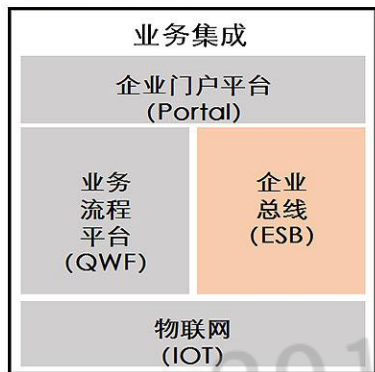 业务集成
企业门户平台
(Portal)
业务
流程
平台
(QWF)
企业
总线
(ESB)
物联网
(IOT)
201